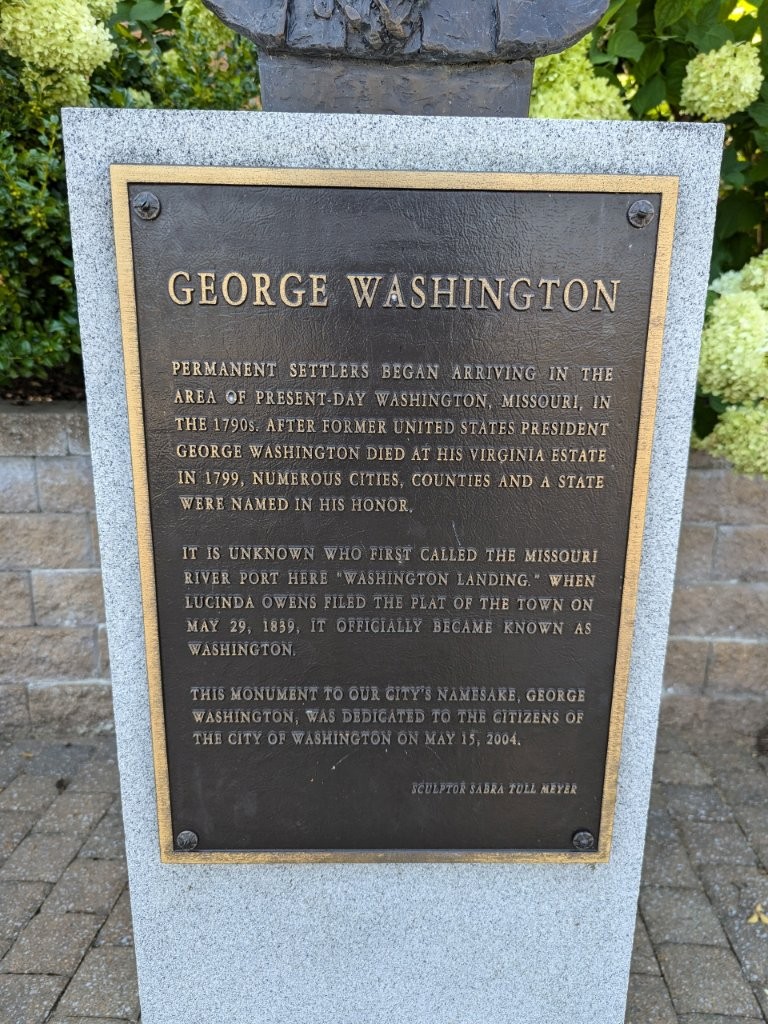 GEORGE WASHINGTON
PERMANENT SETTLERS BEGAN ARRIVING IN THE
AREA OF PRESENT-DAY WASHINGTON, MISSOURI, IN
THE 1790s. AFTER FORMER UNITED STATES PRESIDENT
GEORGE WASHINGTON DIED AT HIS VIRGINIA ESTATE
IN 1799, NUMEROUS CITIES, COUNTIES AND A STATE
WERE NAMED IN HIS HONOR.
IT IS UNKNOWN WHO FIRST CALLED THE MISSOURI
RIVER PORT HERE "WASHINGTON LANDING." WHEN
LUCINDA OWENS FILED THE PLAT OF THE TOWN ON
MAY 29, 1839, IT OFFICIALLY BECAME KNOWN AS
WASHINGTON.
THIS MONUMENT TO OUR CITY'S NAMESAKE, GEORGE
WASHINGTON, WAS DEDICATED TO THE CITIZENS OF
THE CITY OF WASHINGTON ON MAY 15, 2004.
SCULPTOR SABRA TULL MEYER